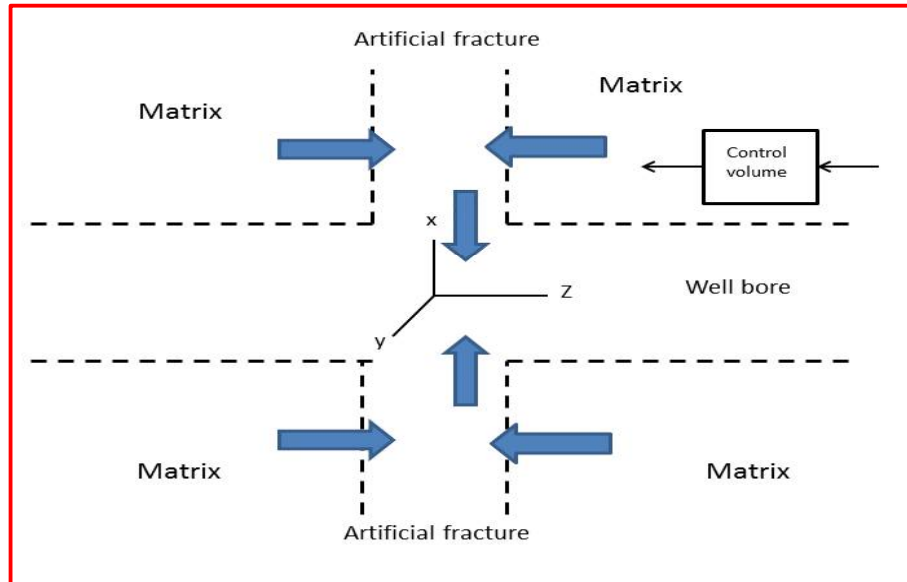 Artificial fracture
Matrix
Matrix
Control
volume
x
Z
Well bore
y
Matrix
Matrix
Artificial fracture